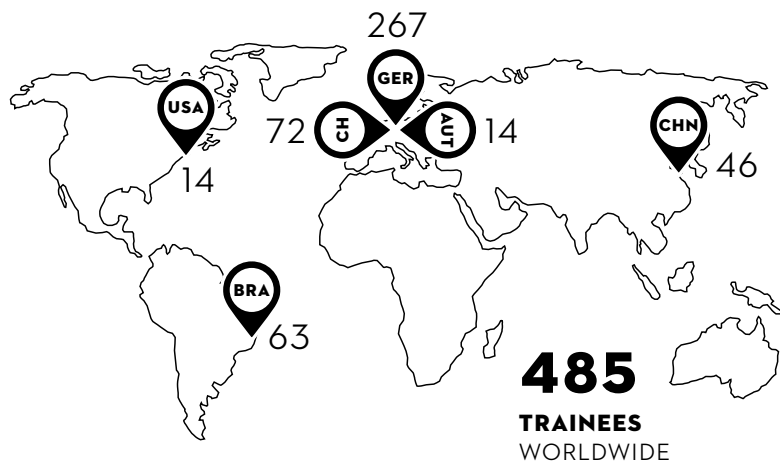 267
GER
USA
72
CH
AUT
14
CHN
14
46
BRA
63
485
TRAINEES
WORLDWIDE